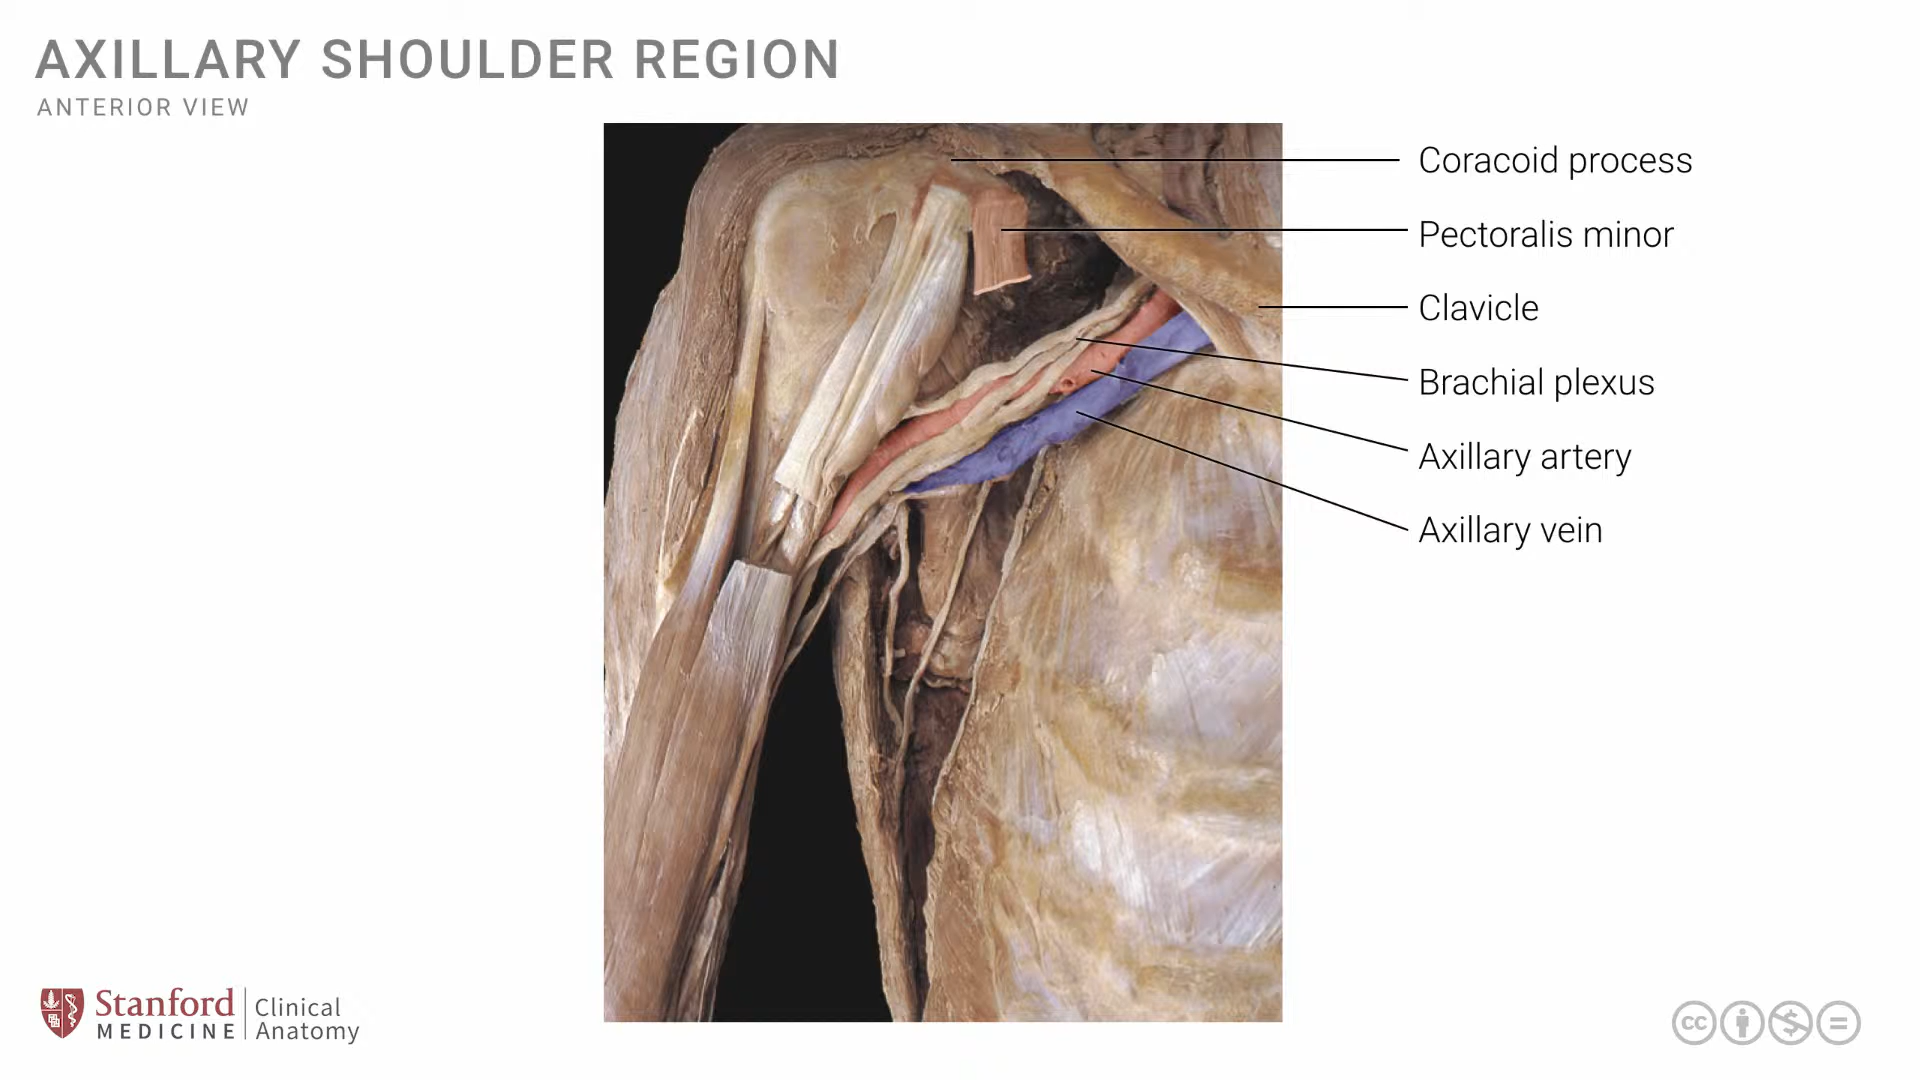 AXILLARY SHOULDER REGION
ANTERIOR VIEW
Coracoid process
Pectoralis minor
Clavicle
Brachial plexus
Axillary artery
Axillary vein
Stanford
MEDICINE
Clinical
Anatomy
cc